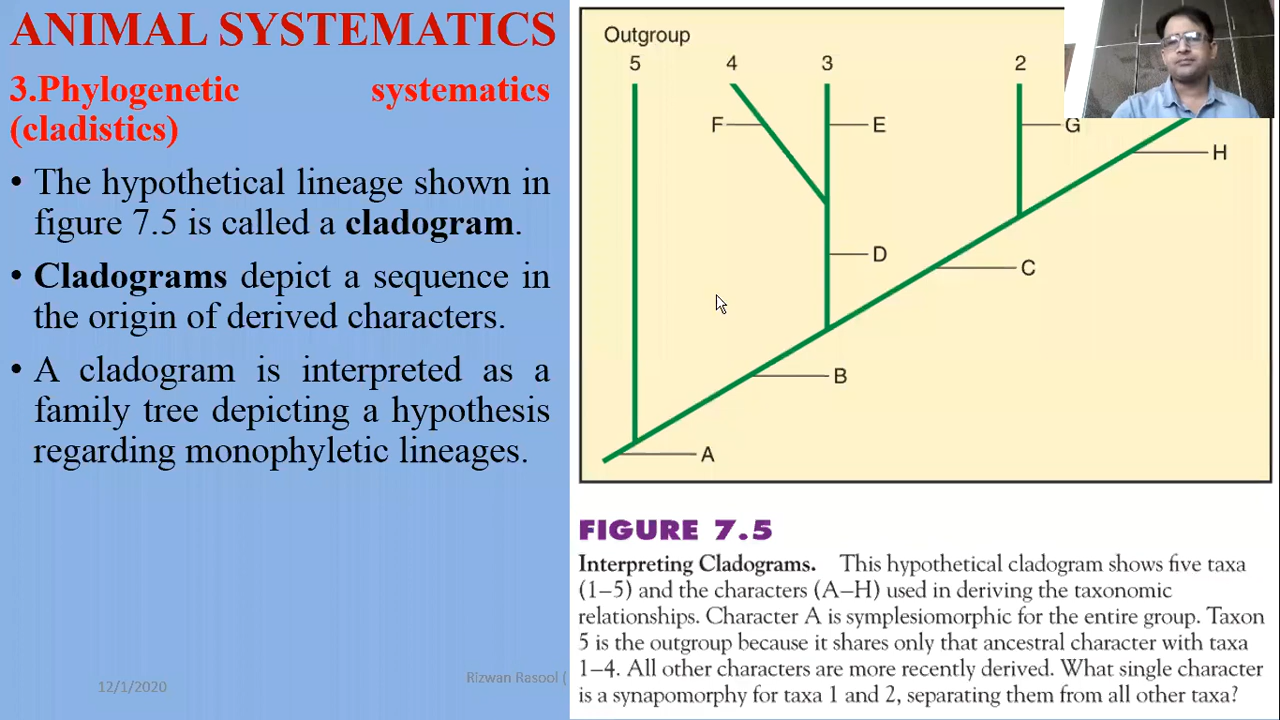 ANIMAL SYSTEMATICS
3.Phylogenetic systematics
(cladistics)
• The hypothetical lineage shown in
figure 7.5 is called a cladogram.
• Cladograms depict a sequence in
the origin of derived characters.
• A cladogram is interpreted as a
family tree depicting a hypothesis
regarding monophyletic lineages.
12/1/2020
Rizwan Rasool (
Outgroup
5 4 3 2
F E G
H
D
C
B
A
FIGURE 7.5
Interpreting Cladograms. This hypothetical cladogram shows five taxa
(1–5) and the characters (A–H) used in deriving the taxonomic
relationships. Character A is symplesiomorphic for the entire group. Taxon
5 is the outgroup because it shares only that ancestral character with taxa
1–4. All other characters are more recently derived. What single character
is a synapomorphy for taxa 1 and 2, separating them from all other taxa?